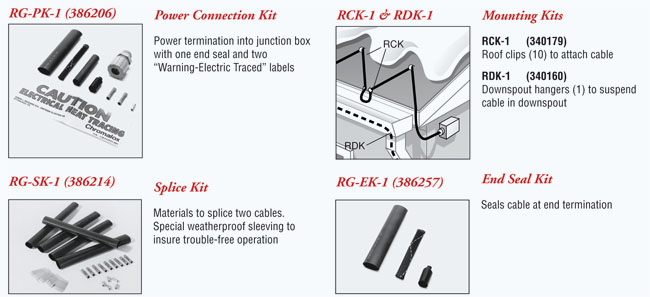 RG-PK-1 (386206)
Power Connection Kit
Power termination into junction box
with one end seal and two
“Warning-Electric Traced” labels
CAUTION
ELECTRICAL HEAT TRACING
Chromalox
RCK-1 & RDK-1
RCK
RDK
Mounting Kits
RCK-1 (340179)
Roof clips (10) to attach cable
RDK-1 (340160)
Downspout hangers (1) to suspend
cable in downspout
RG-SK-1 (386214)
Splice Kit
Materials to splice two cables.
Special weatherproof sleeving to
insure trouble-free operation
RG-EK-1 (386257)
End Seal Kit
Seals cable at end termination